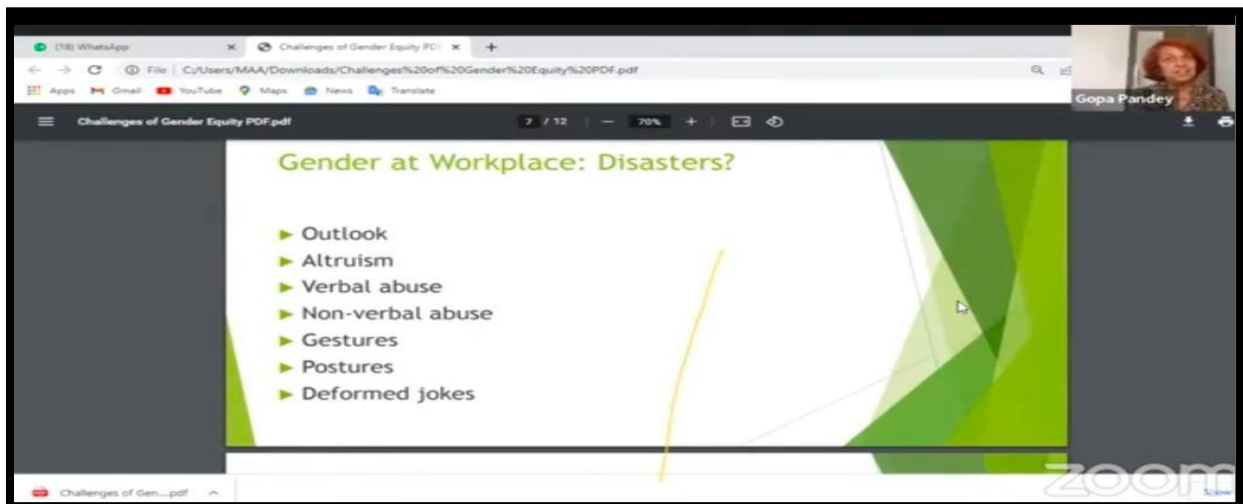 (18) WhatsApp
Challenges of Gender Equity PD
File | C:/Users/MAA/Downloads/Challenges%20of%20Gender%20Equity%20PDF.pdf
Apps Gmail YouTube Maps News Translate
Gopa Pandey
Challenges of Gender Equity PDF.pdf 7 / 12 70%
Gender at Workplace: Disasters?
Outlook
Altruism
Verbal abuse
Non-verbal abuse
Gestures
Postures
Deformed jokes
zoom
Challenges of Gen....pdf